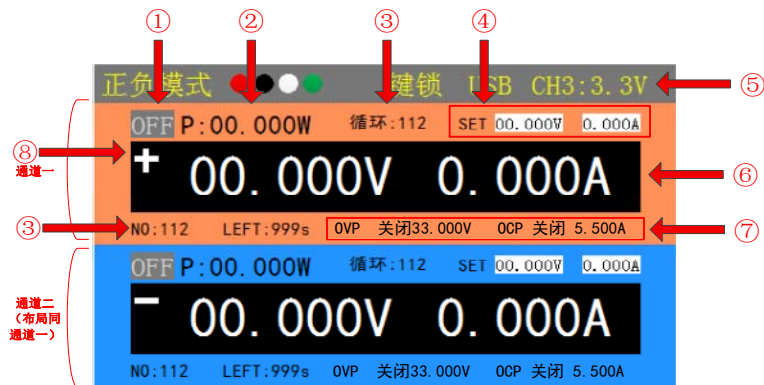 ① ② ③ ④
正负模式 键锁 USB CH3:3.3V ⑤
OFF P:00.000W 循环:112 SET 00.000V 0.000A
⑧ + 00.000V 0.000A ⑥
通道一
③ NO:112 LEFT:999s OVP 关闭33.000V OCP 关闭 5.500A ⑦
OFF P:00.000W 循环:112 SET 00.000V 0.000A
通道二
(布局同
通道一)
- 00.000V 0.000A
NO:112 LEFT:999s OVP 关闭33.000V OCP 关闭 5.500A